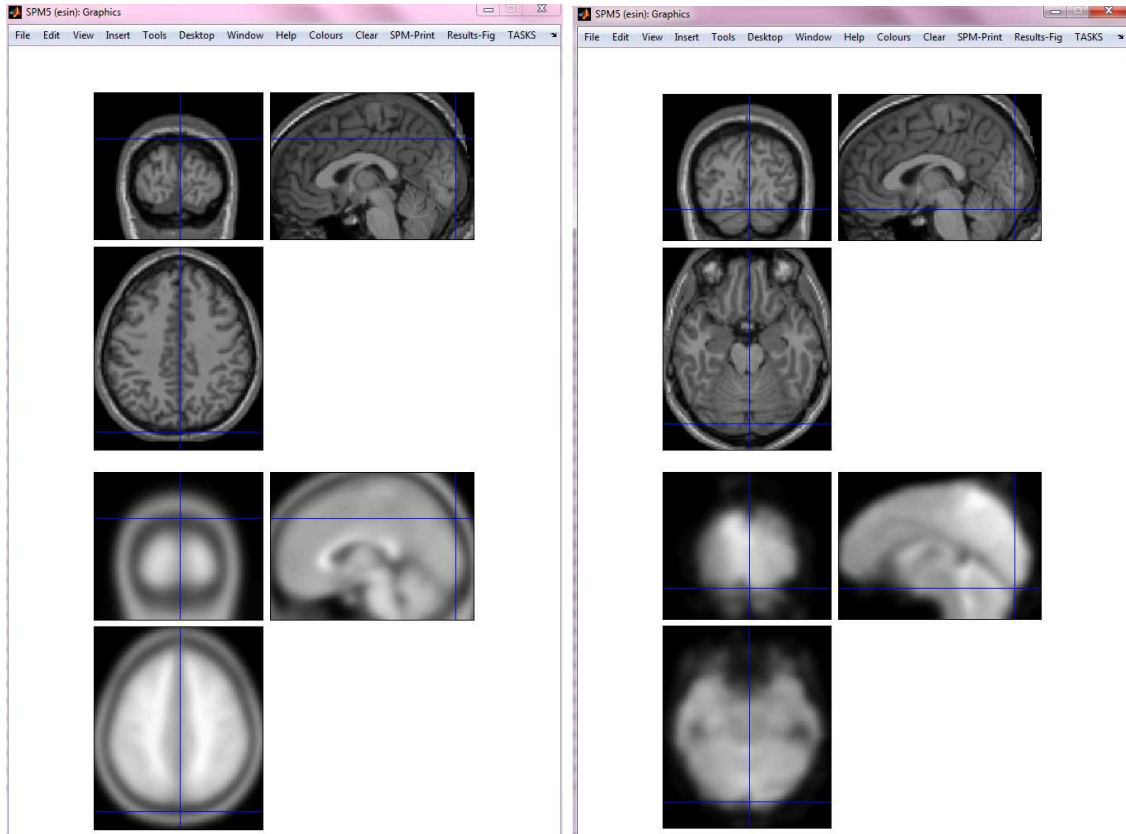 SPM5 (esin): Graphics
File Edit View Insert Tools Desktop Window Help Colours Clear SPM-Print Results-Fig TASKS
SPM5 (esin): Graphics
File Edit View Insert Tools Desktop Window Help Colours Clear SPM-Print Results-Fig TASKS